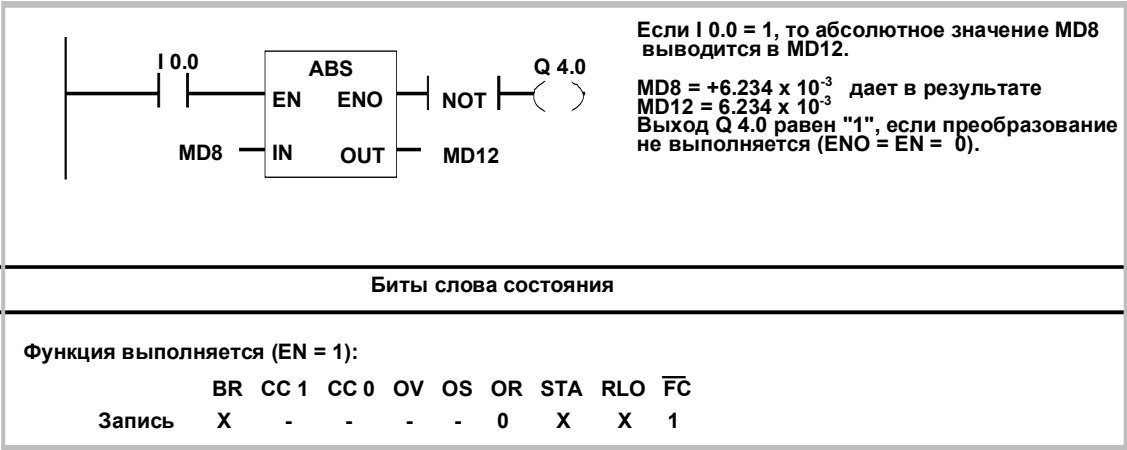 I 0.0
ABS
Q 4.0
EN ENO
NOT
MD8
IN OUT
MD12
Если I 0.0 = 1, то абсолютное значение MD8
выводится в MD12.
MD8 = +6.234 x 10⁻³ дает в результате
MD12 = 6.234 x 10⁻³
Выход Q 4.0 равен "1", если преобразование
не выполняется (ENO = EN = 0).
Биты слова состояния
Функция выполняется (EN = 1):
BR CC 1 CC 0 OV OS OR STA RLO F̅C̅
Запись X - - - - 0 X X 1